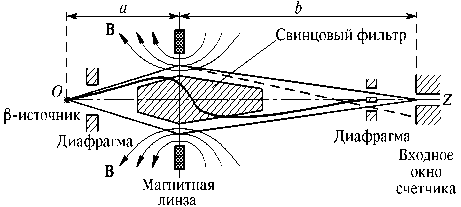 a
b
B
Свинцовый фильтр
O
Z
β-источник
Диафрагма
Диафрагма
B
Магнитная
линза
Входное
окно
счетчика